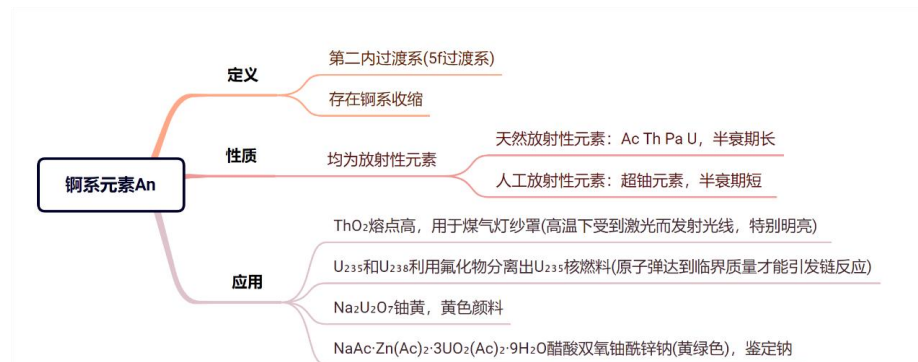 锕系元素An
定义
第二内过渡系(5f过渡系)
存在锕系收缩
性质
均为放射性元素
天然放射性元素：Ac Th Pa U，半衰期长
人工放射性元素：超铀元素，半衰期短
应用
ThO₂熔点高，用于煤气灯纱罩(高温下受到激光而发射光线，特别明亮)
U₂₃₅和U₂₃₈利用氟化物分离出U₂₃₅核燃料(原子弹达到临界质量才能引发链反应)
Na₂U₂O₇铀黄，黄色颜料
NaAc·Zn(Ac)₂·3UO₂(Ac)₂·9H₂O醋酸双氧铀酰锌钠(黄绿色)，鉴定钠